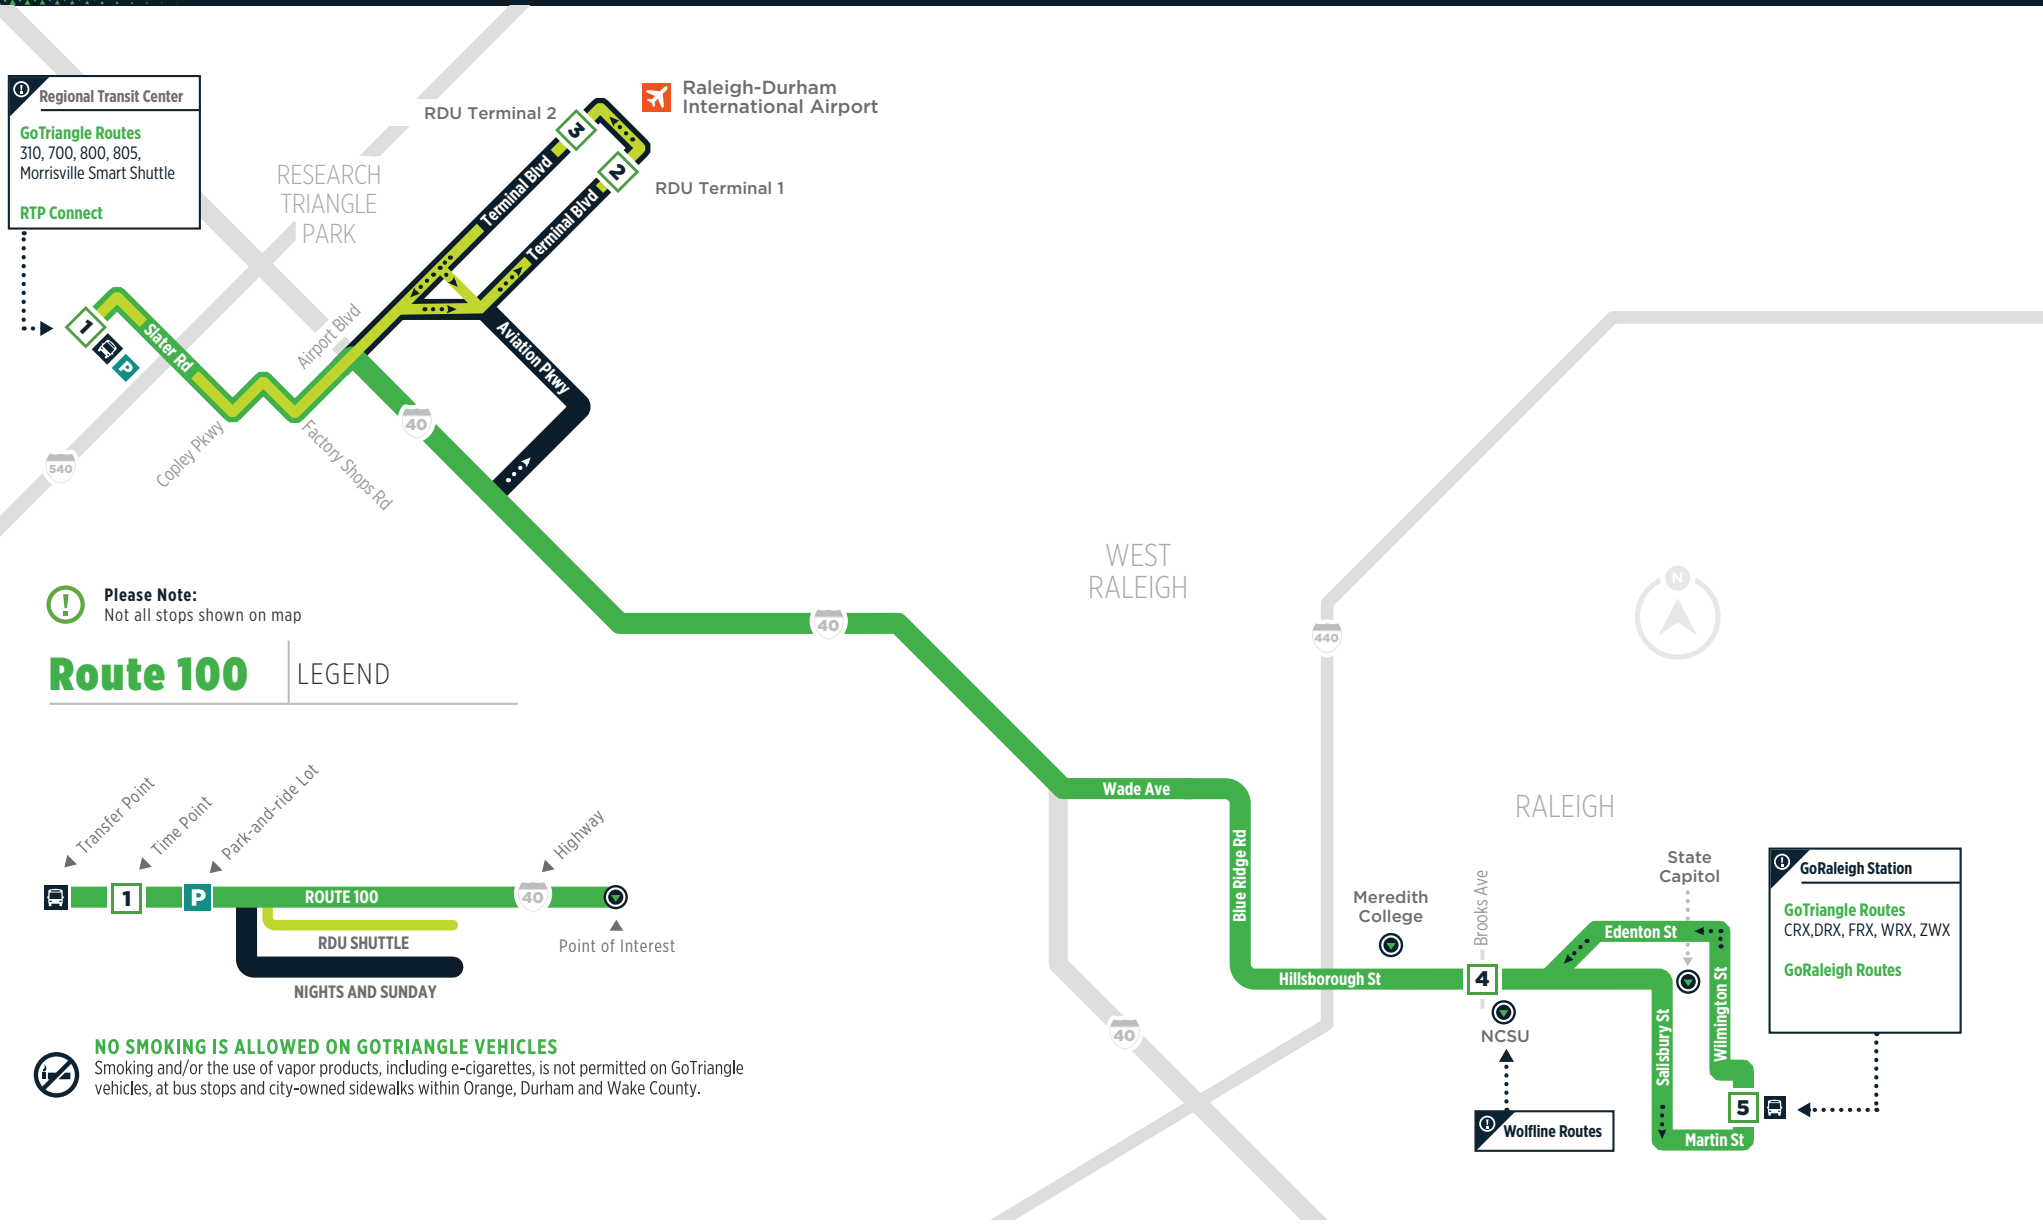 Regional Transit Center
GoTriangle Routes
310, 700, 800, 805,
Morrisville Smart Shuttle
RTP Connect
RESEARCH
TRIANGLE
PARK
RDU Terminal 2
Raleigh-Durham
International Airport
RDU Terminal 1
3
2
Terminal Blvd
Terminal Blvd
1
P
Slater Rd
Airport Blvd
Aviation Pkwy
Copley Pkwy
Factory Shops Rd
540
40
40
WEST
RALEIGH
440
N
Please Note:
Not all stops shown on map
Route 100
LEGEND
Transfer Point
Time Point
Park-and-ride Lot
Highway
1
P
ROUTE 100
40
RDU SHUTTLE
NIGHTS AND SUNDAY
Point of Interest
NO SMOKING IS ALLOWED ON GOTRIANGLE VEHICLES
Smoking and/or the use of vapor products, including e-cigarettes, is not permitted on GoTriangle
vehicles, at bus stops and city-owned sidewalks within Orange, Durham and Wake County.
Wade Ave
Blue Ridge Rd
Hillsborough St
Meredith
College
Brooks Ave
4
NCSU
Wolfline Routes
40
RALEIGH
State
Capitol
Edenton St
Wilmington St
Salisbury St
Martin St
5
GoRaleigh Station
GoTriangle Routes
CRX,DRX, FRX, WRX, ZWX
GoRaleigh Routes